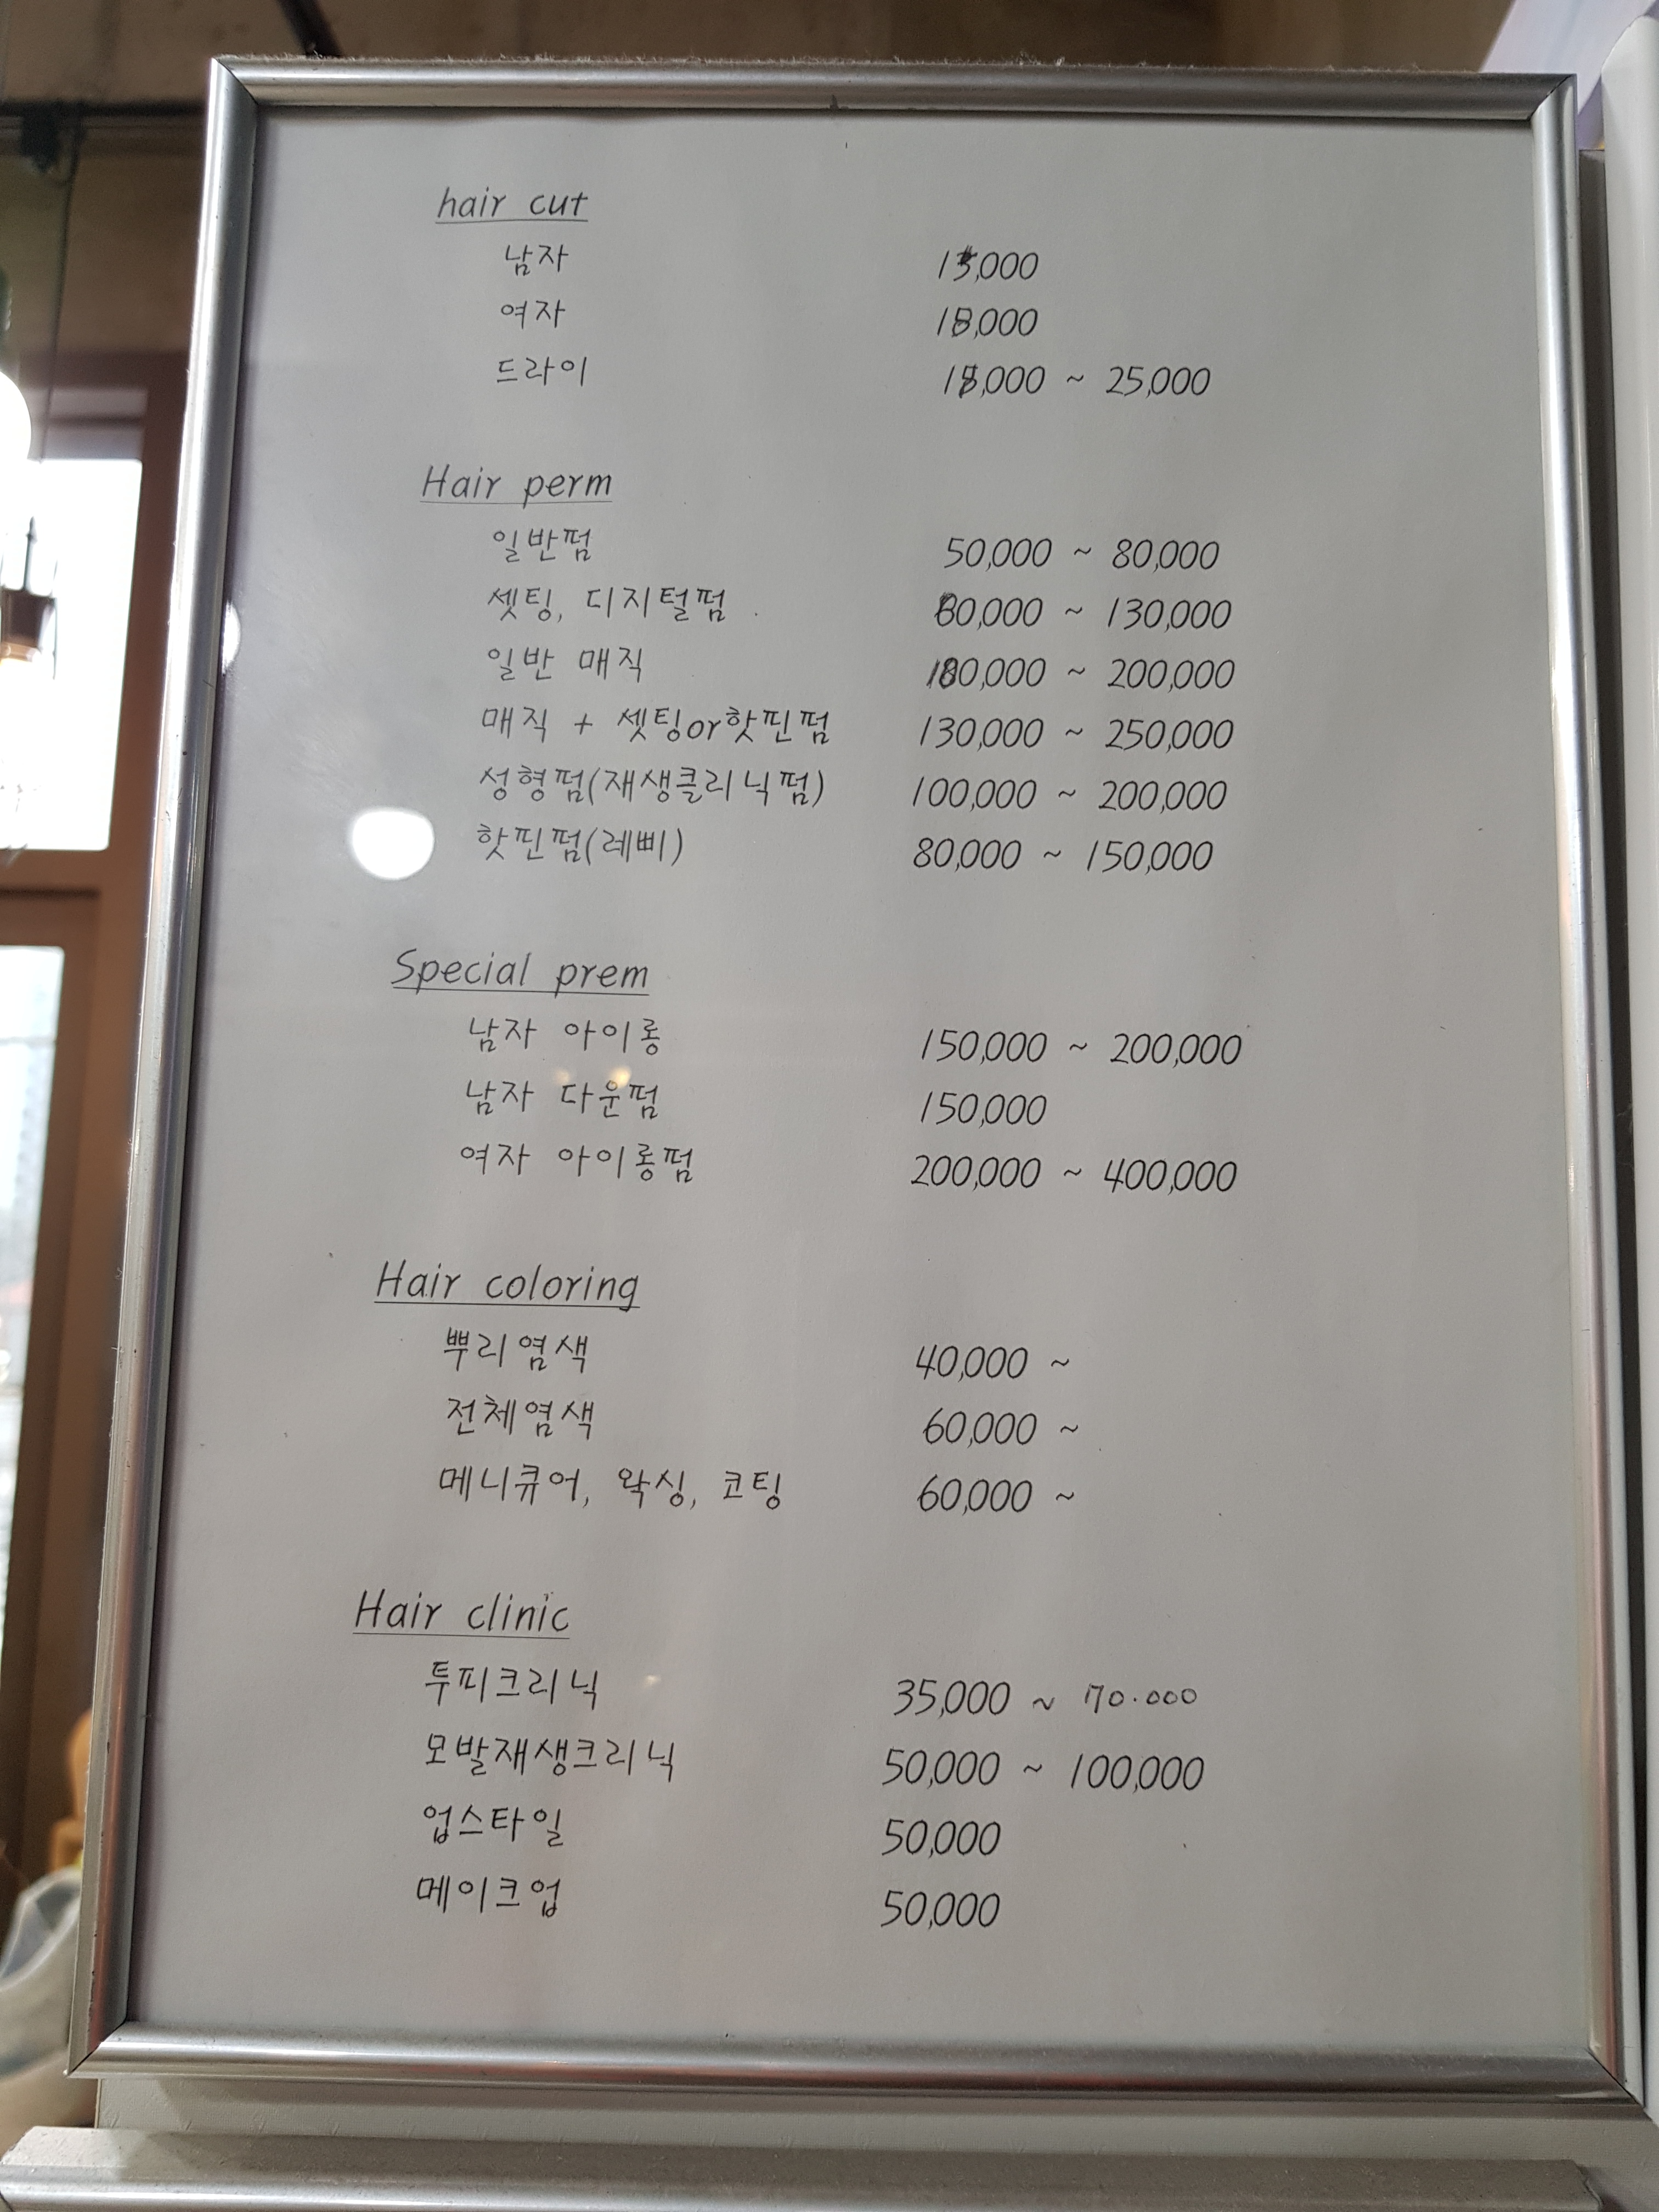 hair cut
남자 15,000
여자 18,000
드라이 18,000 ~ 25,000
Hair perm
일반펌 50,000 ~ 80,000
셋팅, 디지털펌 ~ 130,000
일반 매직 ~ 200,000
매직 + 셋팅or핫핀펌 130,000 ~ 250,000
성형펌(재생클리닉펌) 100,000 ~ 200,000
핫핀펌(레삐) 80,000 ~ 150,000
Special prem
남자 아이롱 150,000 ~ 200,000
남자 다운펌 150,000
여자 아이롱펌 200,000 ~ 400,000
Hair coloring
뿌리염색 40,000 ~
전체염색 60,000 ~
메니큐어, 왁싱, 코팅 60,000 ~
Hair clinic
투피크리닉 35,000 ~ 70.000
모발재생크리닉 50,000 ~ 100,000
업스타일 50,000
메이크업 50,000